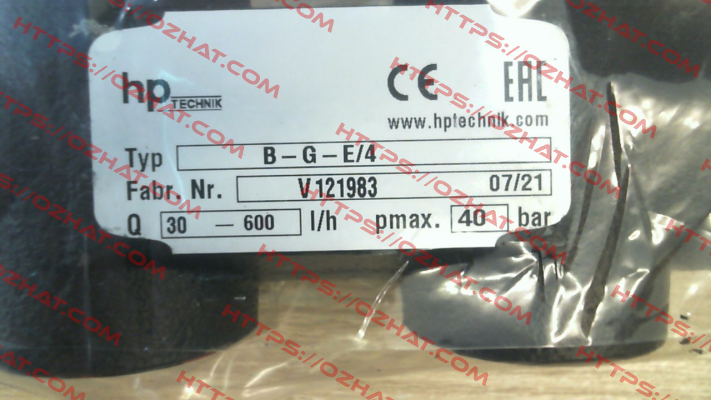 hp TECHNIK CE EAC
www.hptechnik.com
Typ B-G-E/4
Fabr. Nr. V.121983 07/21
Q 30 - 600 l/h pmax. 40 bar
HTTPS://OZHAT.COM